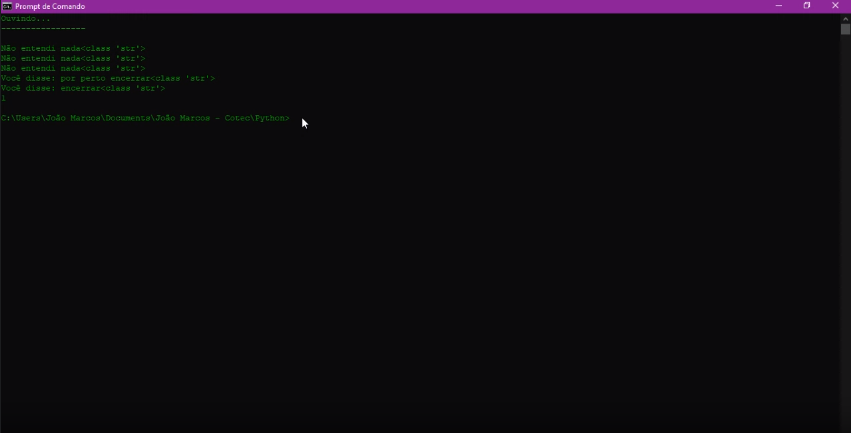 Prompt de Comando
Ouvindo...
-----------------
Não entendi nada<class 'str'>
Não entendi nada<class 'str'>
Não entendi nada<class 'str'>
Você disse: por perto encerrar<class 'str'>
Você disse: encerrar<class 'str'>
1
C:\Users\João Marcos\Documents\João Marcos - Cotec\Python>